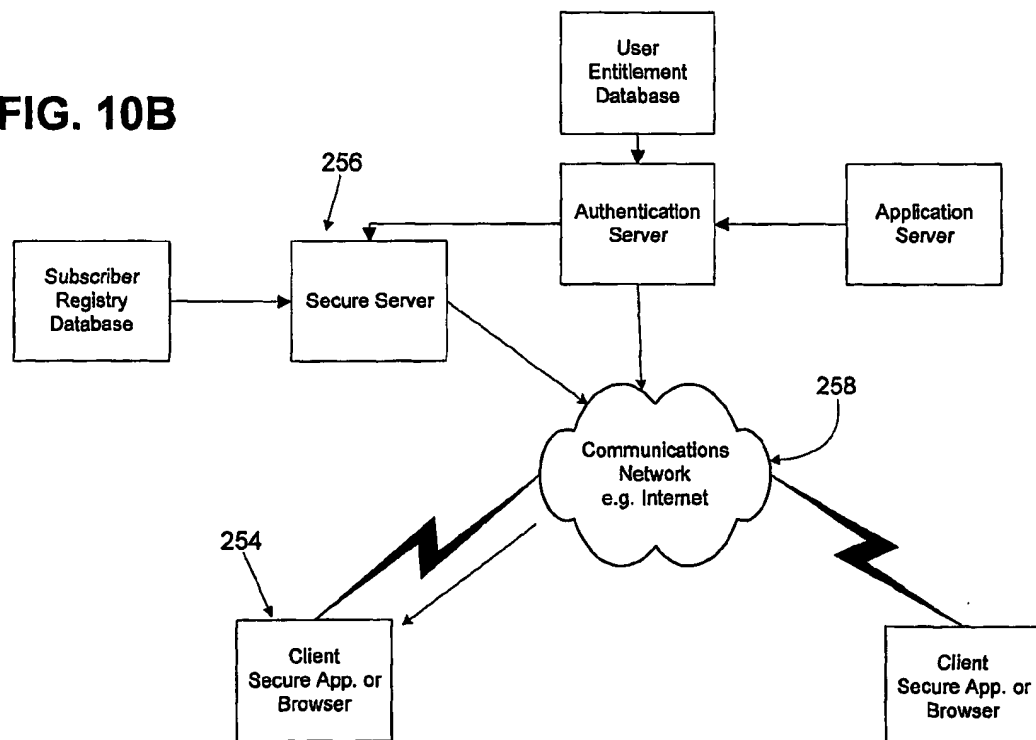 FIG. 10B
User
Entitlement
Database
256
Authentication
Server
Application
Server
Subscriber
Registry
Database
Secure Server
258
Communications
Network
e.g. Internet
254
Client
Secure App. or
Browser
Client
Secure App. or
Browser